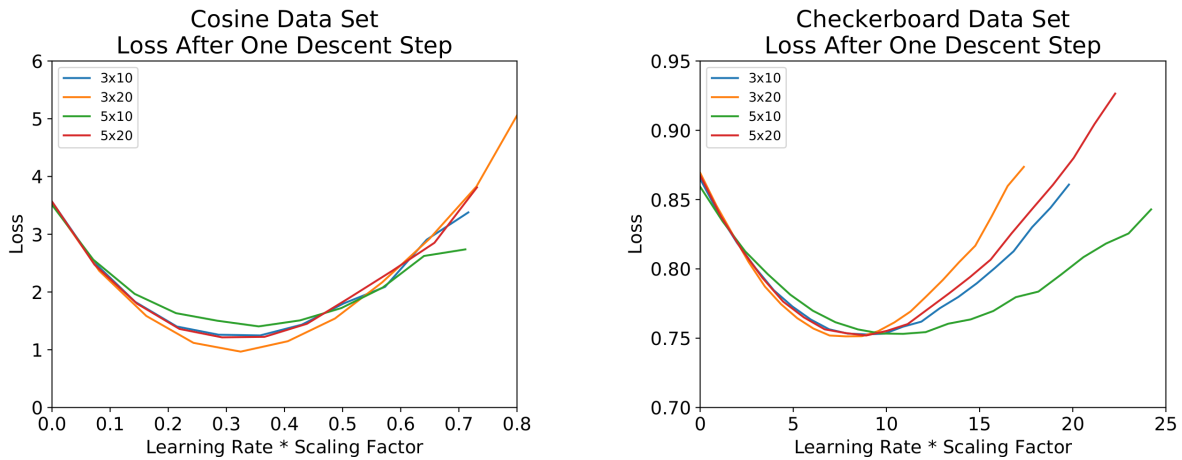 Cosine Data Set
Loss After One Descent Step
6
5
4
3
2
1
0
Loss
3x10
3x20
5x10
5x20
0.0 0.1 0.2 0.3 0.4 0.5 0.6 0.7 0.8
Learning Rate * Scaling Factor
Checkerboard Data Set
Loss After One Descent Step
0.95
0.90
0.85
0.80
0.75
0.70
Loss
3x10
3x20
5x10
5x20
0 5 10 15 20 25
Learning Rate * Scaling Factor